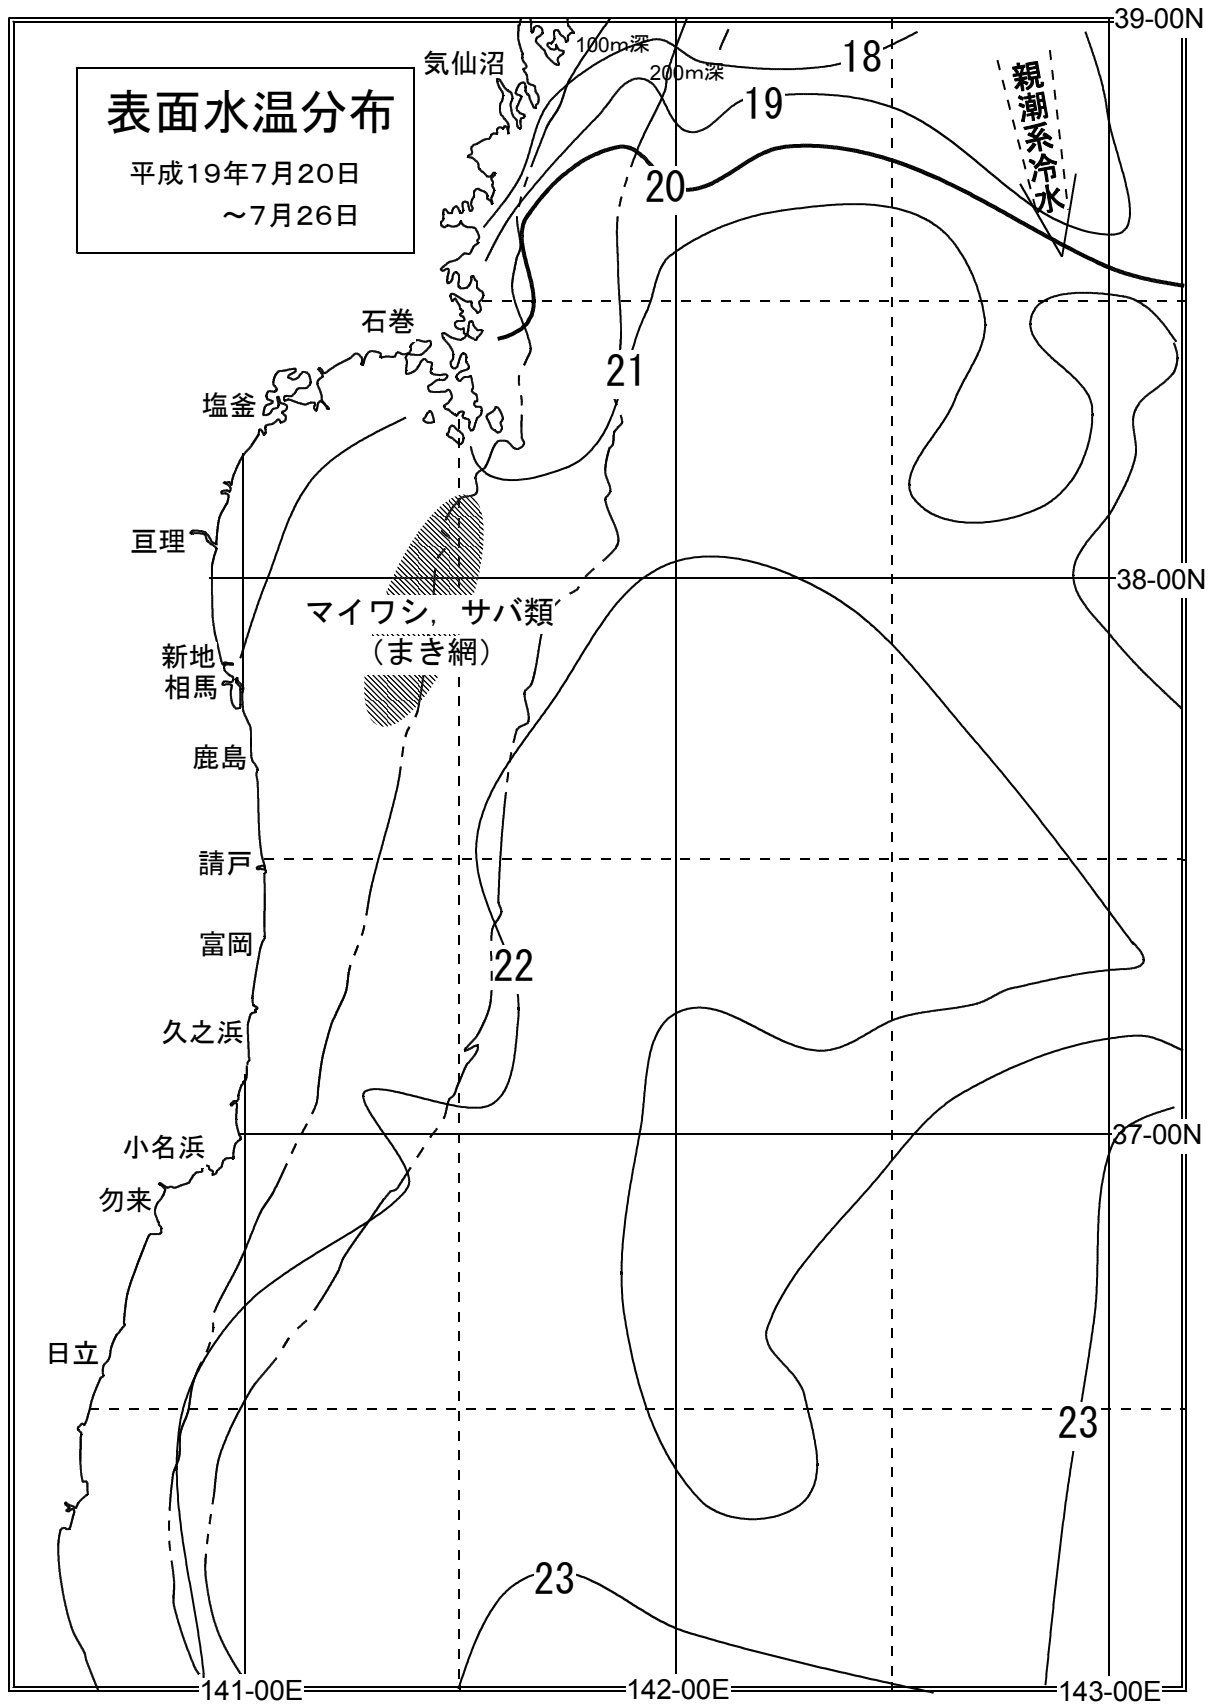 39-00N
100m深
18
気仙沼
200m深
親潮系冷水
表面水温分布
19
平成19年7月20日
20
～7月26日
石巻
21
塩釜
亘理
38-00N
マイワシ, サバ類
(まき網)
新地
相馬
鹿島
請戸
富岡
22
久之浜
37-00N
小名浜
勿来
日立
23
23
141-00E
142-00E
143-00E